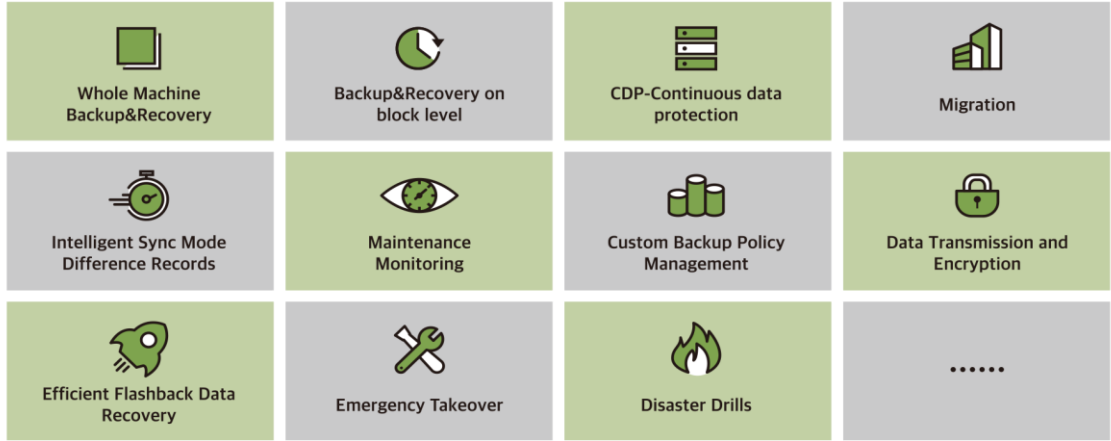 Whole Machine
Backup&Recovery
Backup&Recovery on
block level
CDP-Continuous data
protection
Migration
Intelligent Sync Mode
Difference Records
Maintenance
Monitoring
Custom Backup Policy
Management
Data Transmission and
Encryption
Efficient Flashback Data
Recovery
Emergency Takeover
Disaster Drills
......